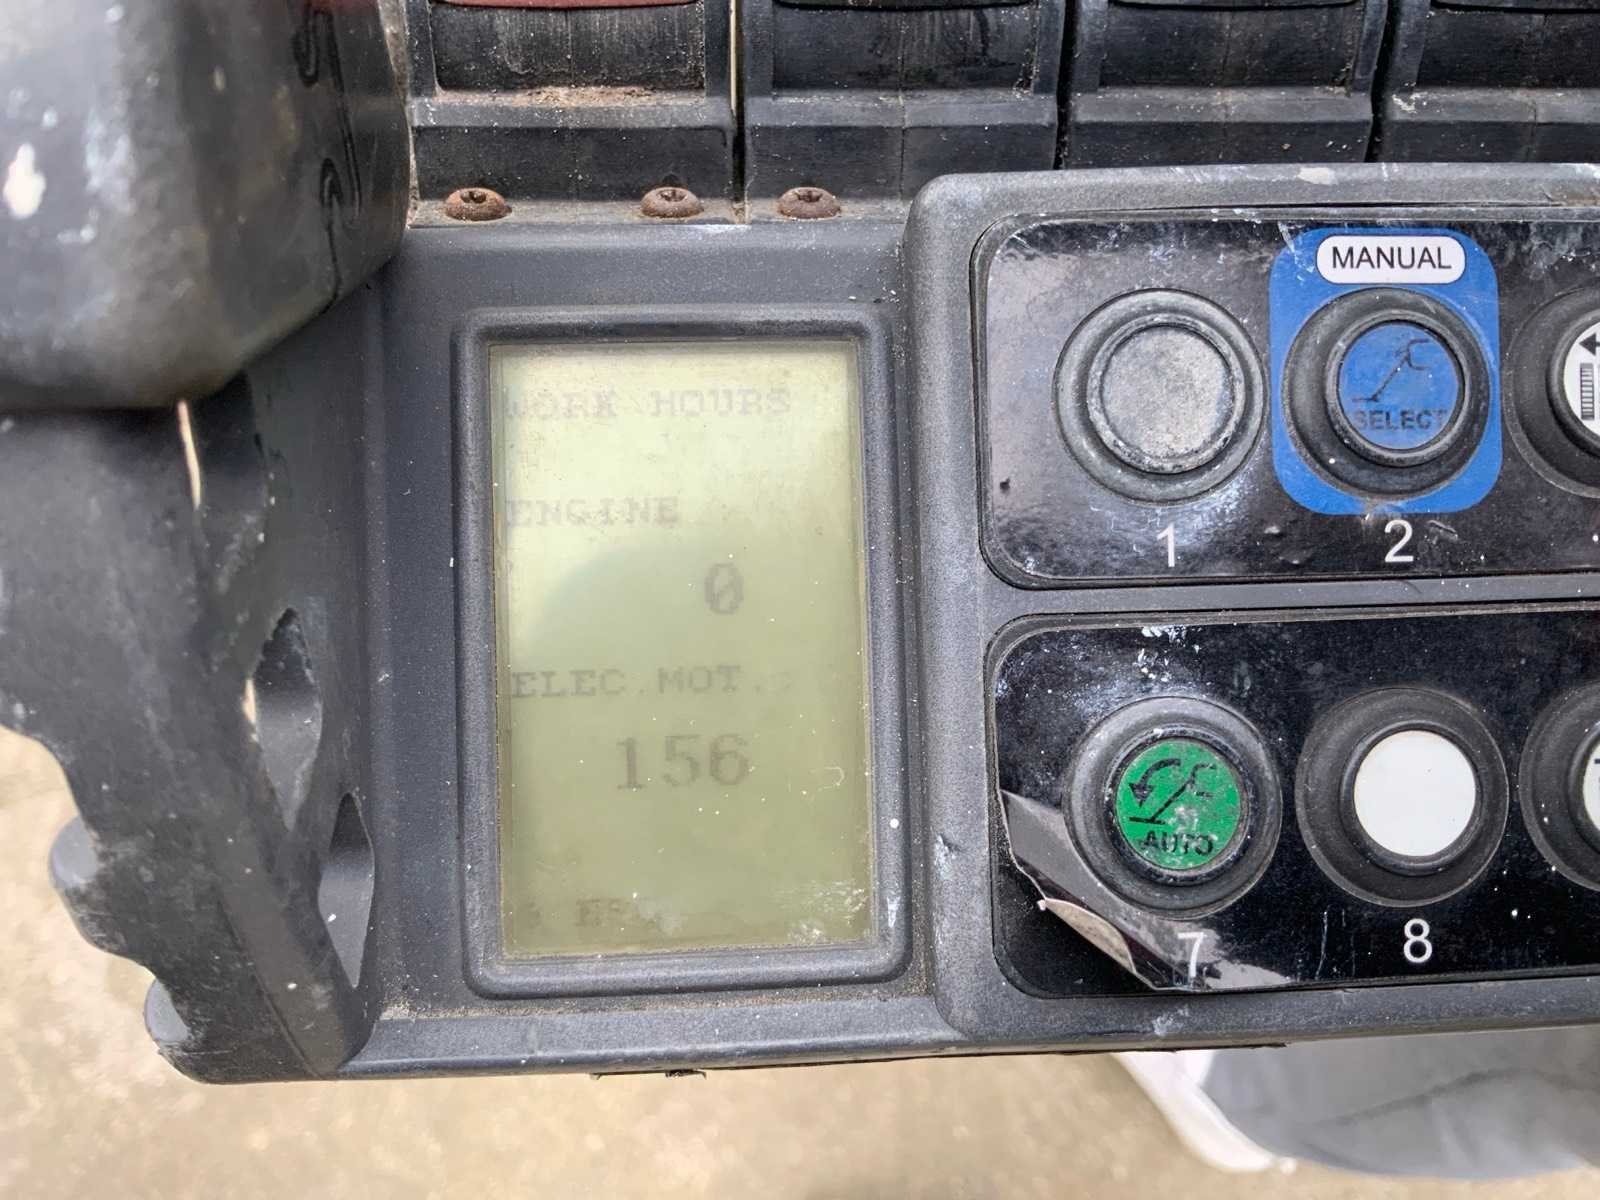 WORK HOURS
ENGINE
0
ELEC.MOT.
156
MANUAL
SELECT
1
2
AUTO
7
8